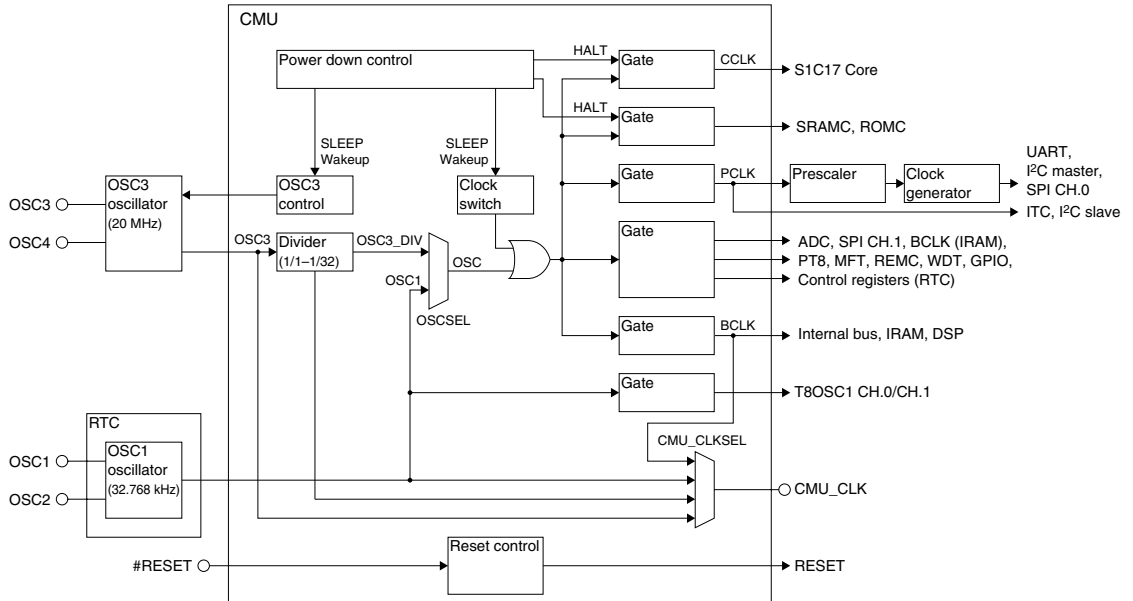 CMU
Power down control
HALT
Gate
CCLK
S1C17 Core
HALT
Gate
SRAMC, ROMC
SLEEP
Wakeup
SLEEP
Wakeup
OSC3
oscillator
(20 MHz)
OSC3
control
Clock
switch
Gate
PCLK
Prescaler
Clock
generator
UART,
I²C master,
SPI CH.0
ITC, I²C slave
OSC3
OSC4
OSC3
Divider
(1/1–1/32)
OSC3_DIV
OSC1
OSC
OSCSEL
Gate
ADC, SPI CH.1, BCLK (IRAM),
PT8, MFT, REMC, WDT, GPIO,
Control registers (RTC)
Gate
BCLK
Internal bus, IRAM, DSP
Gate
T8OSC1 CH.0/CH.1
RTC
OSC1
oscillator
(32.768 kHz)
OSC1
OSC2
CMU_CLKSEL
CMU_CLK
#RESET
Reset control
RESET